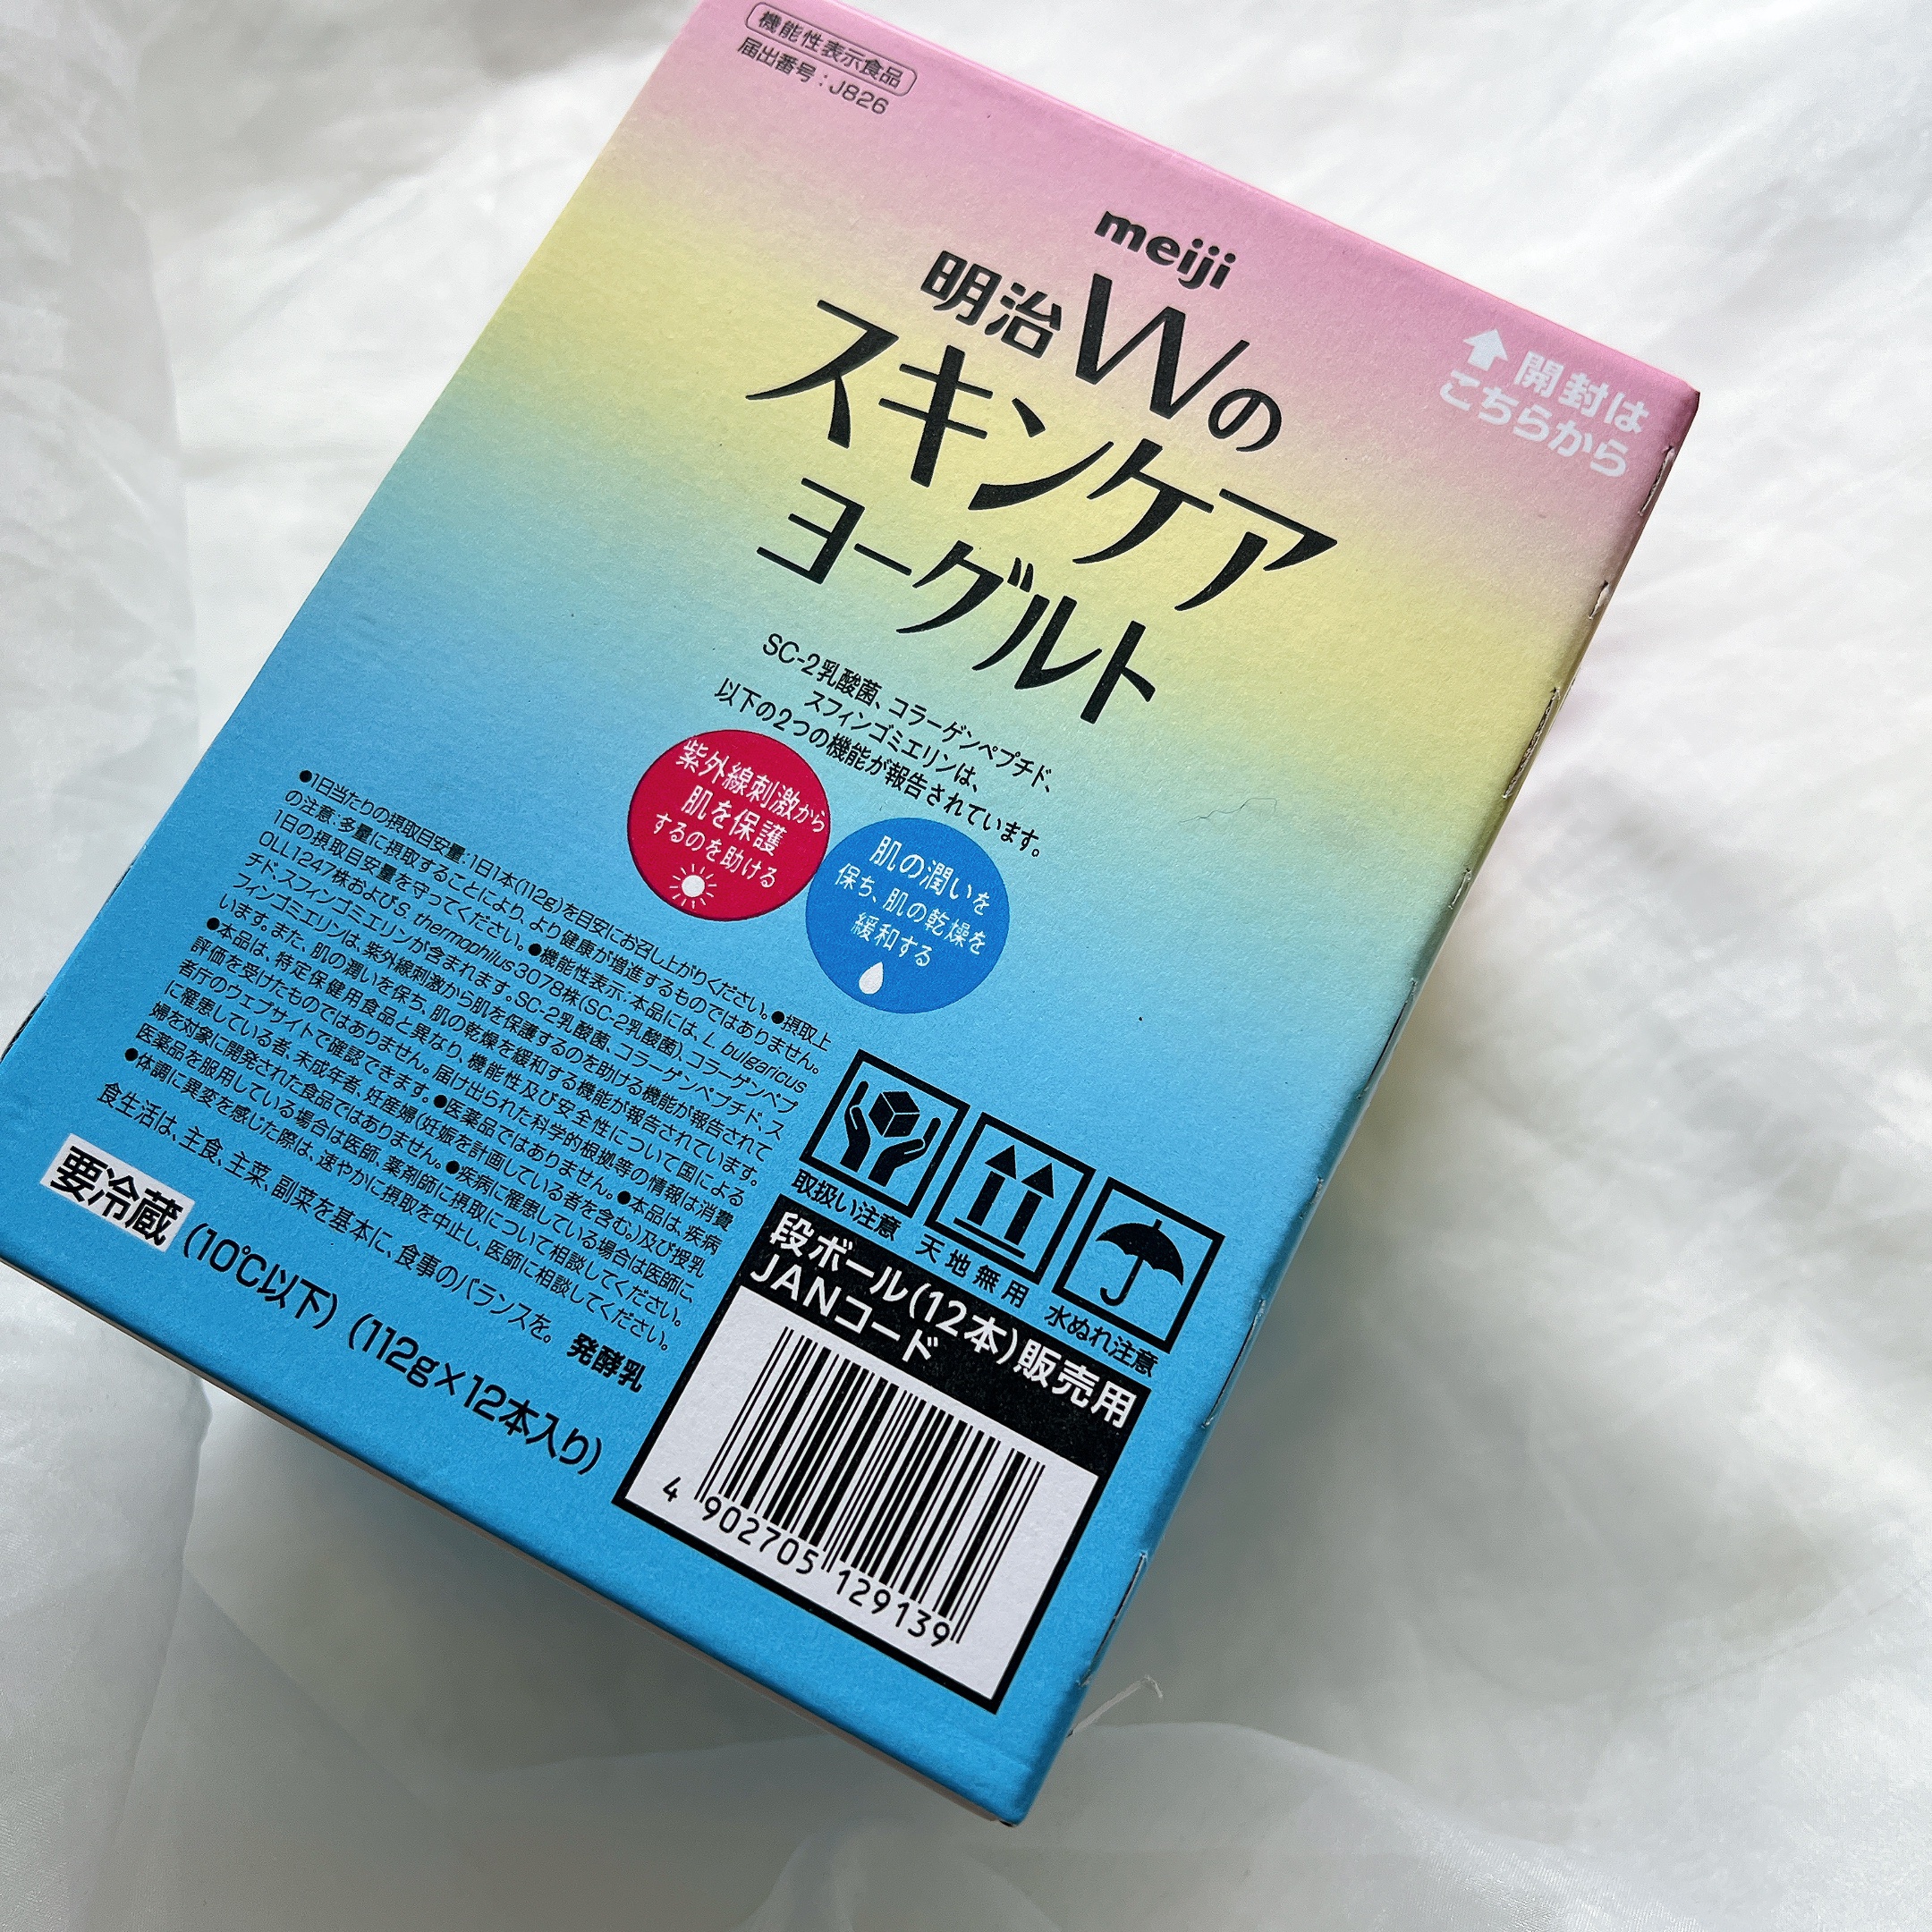 機能性表示食品
届出番号：J826
meiji
明治Wの
スキンケア
ヨーグルト
開封は
こちらから
SC-2乳酸菌、コラーゲンペプチド、
スフィンゴミエリンは、
以下の2つの機能が報告されています。
紫外線刺激から
肌を保護
するのを助ける
肌の潤いを
保ち、肌の乾燥を
緩和する
●1日当たりの摂取目安量:1日1本(112g)を目安にお召し上がりください。●摂取上
の注意:多量に摂取することにより、より健康が増進するものではありません。
1日の摂取目安量を守ってください。●機能性表示:本品には、L. bulgaricus
OLL1247株およびS. thermophilus3078株(SC-2乳酸菌)、コラーゲンペプ
チド、スフィンゴミエリンが含まれます。SC-2乳酸菌、コラーゲンペプチド、ス
フィンゴミエリンは、紫外線刺激から肌を保護するのを助ける機能が報告されて
います。また、肌の潤いを保ち、肌の乾燥を緩和する機能が報告されています。
●本品は、特定保健用食品と異なり、機能性及び安全性について国による
評価を受けたものではありません。届け出られた科学的根拠等の情報は消費
者庁のウェブサイトで確認できます。●医薬品ではありません。●本品は、疾病
に罹患している者、未成年者、妊産婦(妊娠を計画している者を含む。)及び授乳
婦を対象に開発された食品ではありません。●疾病に罹患している場合は医師に、
医薬品を服用している場合は医師、薬剤師に摂取について相談してください。
●体調に異変を感じた際は、速やかに摂取を中止し、医師に相談してください。
食生活は、主食、主菜、副菜を基本に、食事のバランスを。 発酵乳
要冷蔵 (10℃以下) (112g×12本入り)
取扱い注意
天地無用
水ぬれ注意
段ボール(12本)販売用
JANコード
4 902705 129139